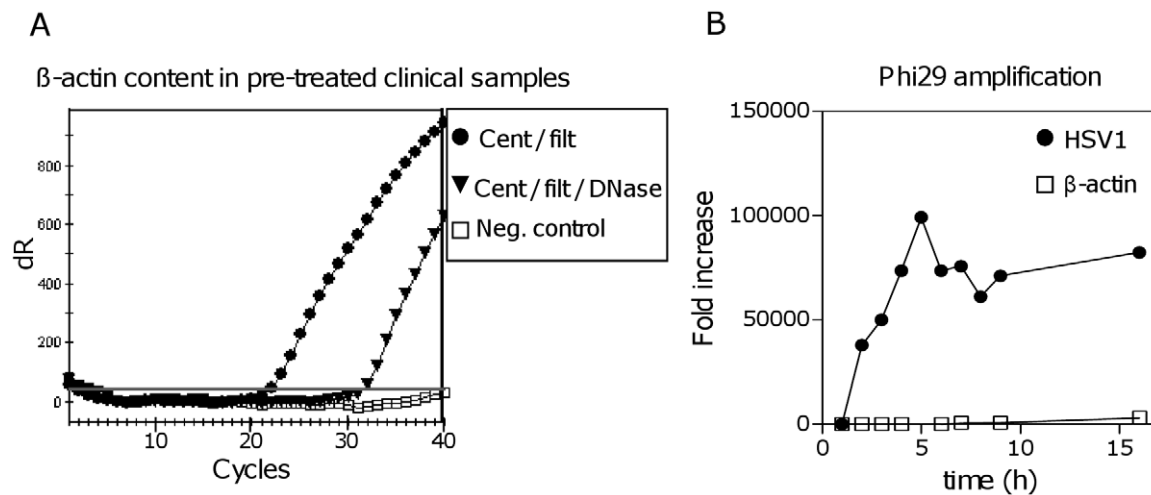 A
ß-actin content in pre-treated clinical samples
800
600
400
200
0
dR
10
20
30
40
Cycles
Cent/filt
Cent/filt/DNase
Neg. control
B
Phi29 amplification
150000
100000
50000
0
Fold increase
HSV1
β-actin
0
5
10
15
time (h)